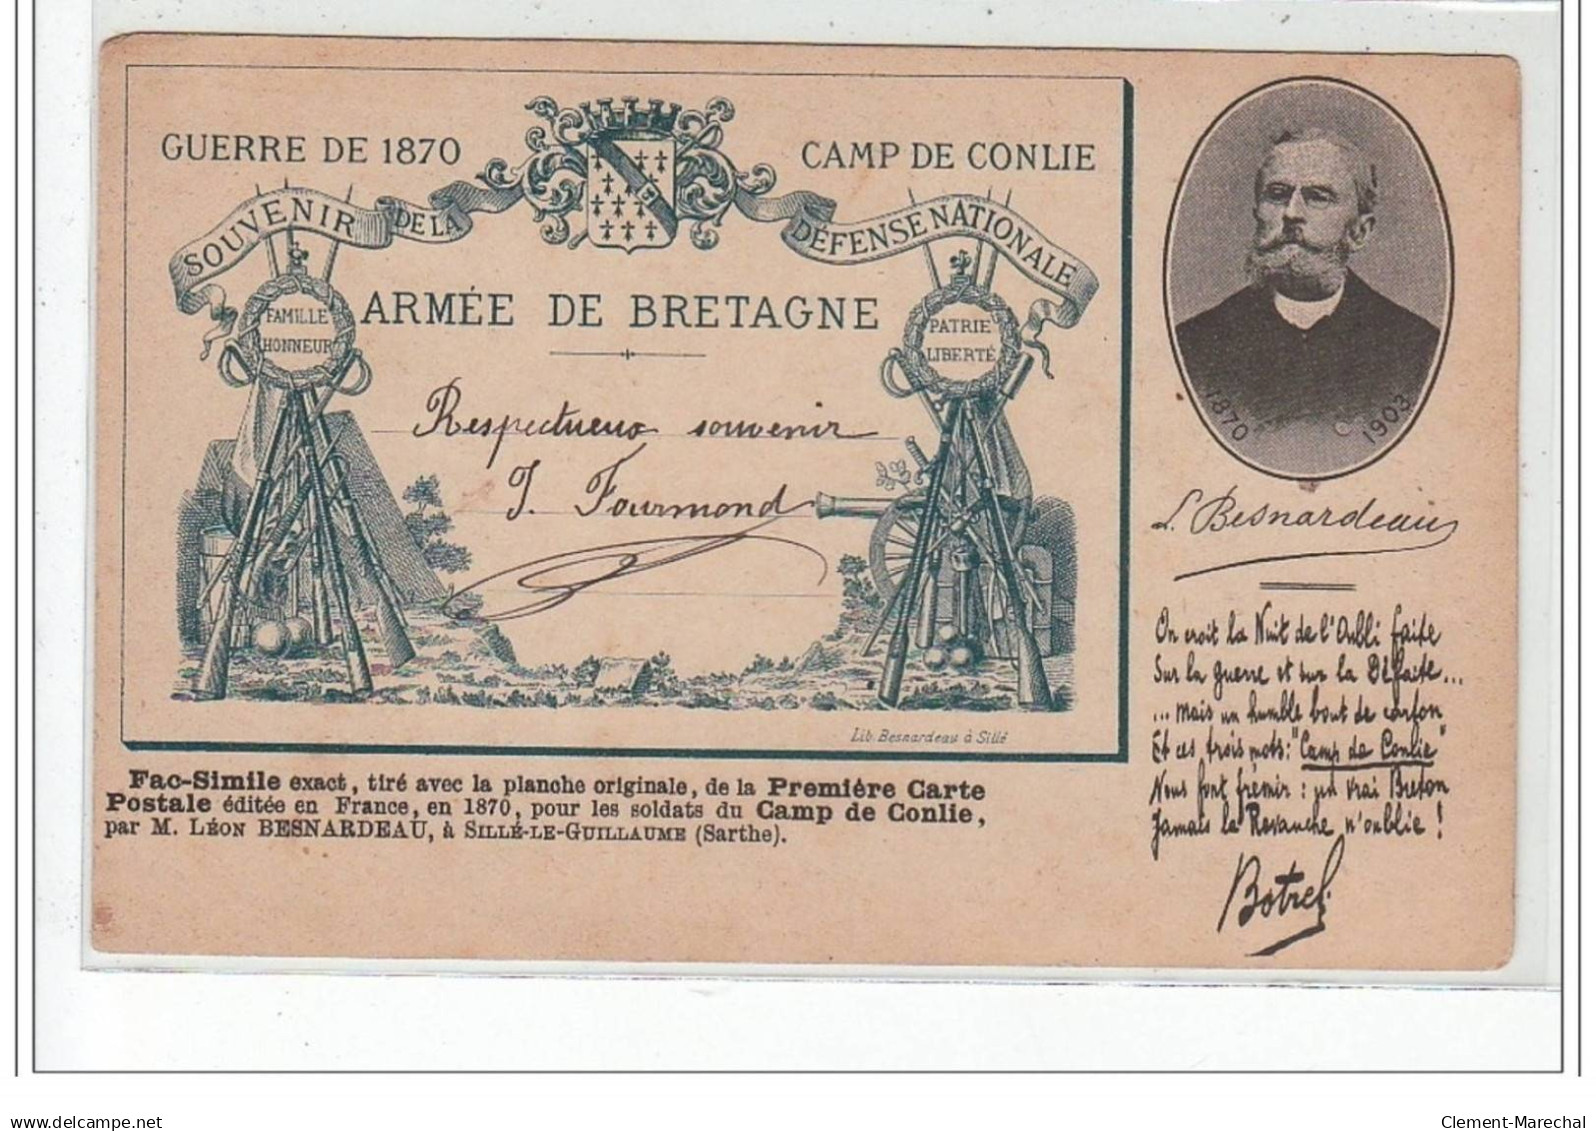 GUERRE DE 1870
CAMP DE CONLIE
SOUVENIR DE LA DÉFENSE NATIONALE
FAMILLE
HONNEUR
ARMÉE DE BRETAGNE
PATRIE
LIBERTÉ
Respectueux souvenir
J. Fourmond
Lib. Besnardeau à Sillé
Fac-Simile exact, tiré avec la planche originale, de la Première Carte
Postale éditée en France, en 1870, pour les soldats du Camp de Conlie,
par M. LÉON BESNARDEAU, à SILLÉ-LE-GUILLAUME (Sarthe).
1870
1903
L. Besnardeau
On croit la Nuit de l'Oubli faite
Sur la guerre et sur la Défaite...
... Mais un humble bout de carton
Et ces trois mots: "Camp de Conlie"
Nous font frémir : un vrai Breton
Jamais la Revanche n'oublie !
Botrel
delcampe.net
Clement-Marechal